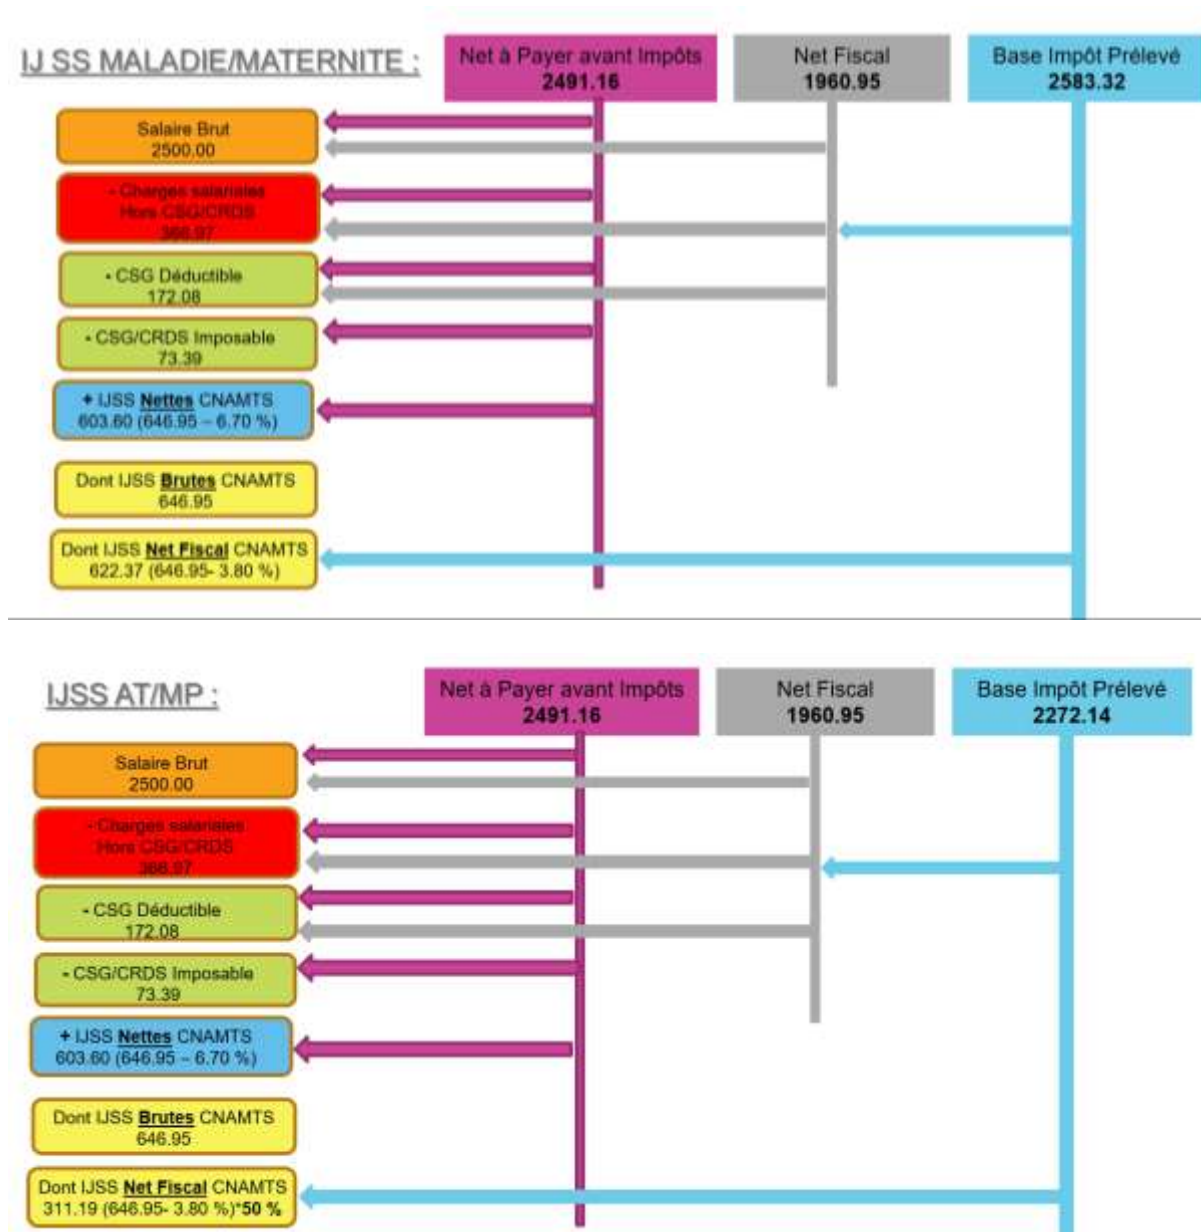 IJ SS MALADIE/MATERNITE :
Net à Payer avant Impôts
2491.16
Net Fiscal
1960.95
Base Impôt Prélevé
2583.32
Salaire Brut
2500.00
- Charges salariales
Hors CSG/CRDS
366.97
- CSG Déductible
172.08
- CSG/CRDS Imposable
73.39
+ IJSS Nettes CNAMTS
603.60 (646.95 – 6.70 %)
Dont IJSS Brutes CNAMTS
646.95
Dont IJSS Net Fiscal CNAMTS
622.37 (646.95- 3.80 %)
IJSS AT/MP :
Net à Payer avant Impôts
2491.16
Net Fiscal
1960.95
Base Impôt Prélevé
2272.14
Salaire Brut
2500.00
- Charges salariales
Hors CSG/CRDS
366.97
- CSG Déductible
172.08
- CSG/CRDS Imposable
73.39
+ IJSS Nettes CNAMTS
603.60 (646.95 – 6.70 %)
Dont IJSS Brutes CNAMTS
646.95
Dont IJSS Net Fiscal CNAMTS
311.19 (646.95- 3.80 %)*50 %